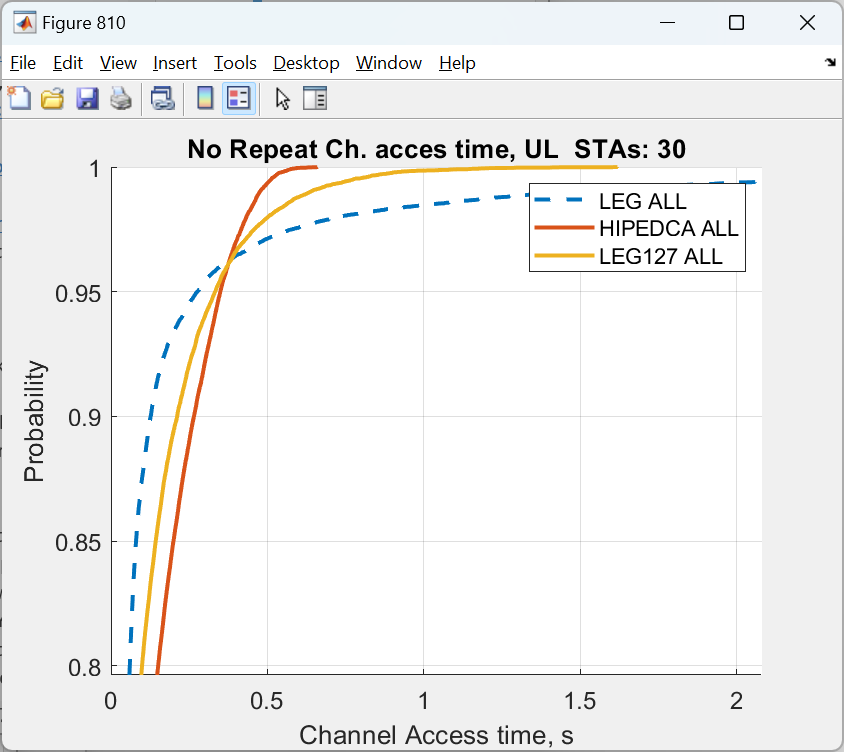 Figure 810
File Edit View Insert Tools Desktop Window Help
No Repeat Ch. acces time, UL  STAs: 30
LEG ALL
HIPEDCA ALL
LEG127 ALL
1
0.95
0.9
0.85
0.8
Probability
0 0.5 1 1.5 2
Channel Access time, s